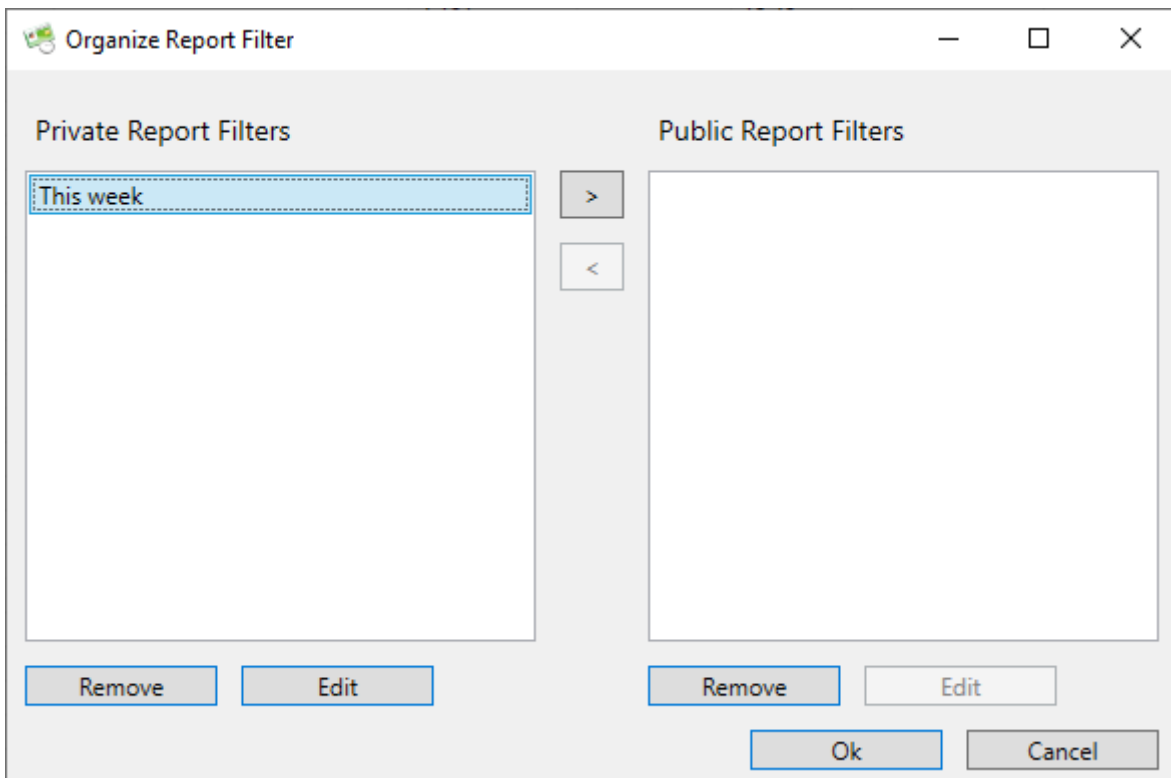 Organize Report Filter
Private Report Filters
Public Report Filters
This week
>
<
Remove
Edit
Remove
Edit
Ok
Cancel